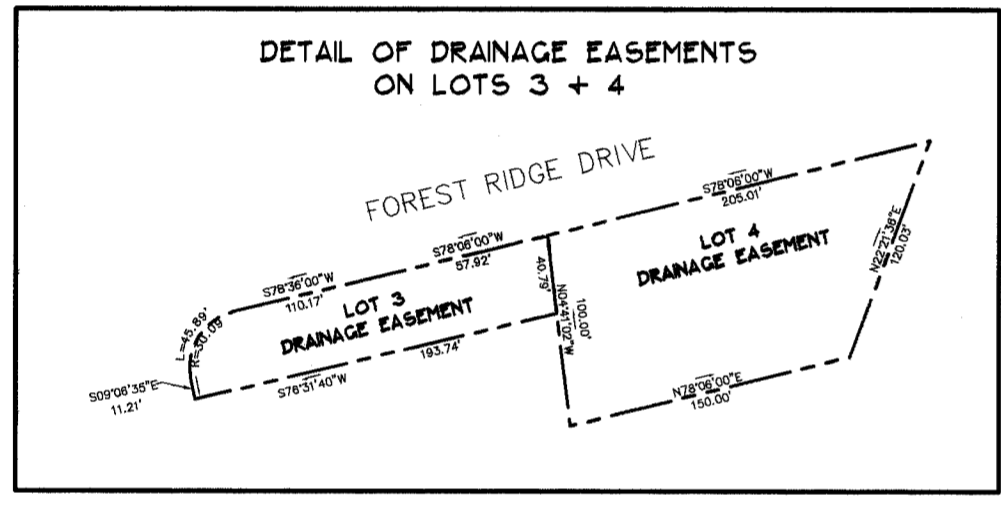 DETAIL OF DRAINAGE EASEMENTS
ON LOTS 3 + 4
FOREST RIDGE DRIVE
S78°06'00"W
205.01'
S78°06'00"W
57.92'
S78°36'00"W
110.17'
LOT 4
DRAINAGE EASEMENT
N22°21'38"E
120.03'
LOT 3
DRAINAGE EASEMENT
40.79'
N04°41'02"W
100.00'
L=45.89'
R=30.09'
193.74'
S76°31'40"W
S09°06'35"E
11.21'
N78°06'00"E
150.00'